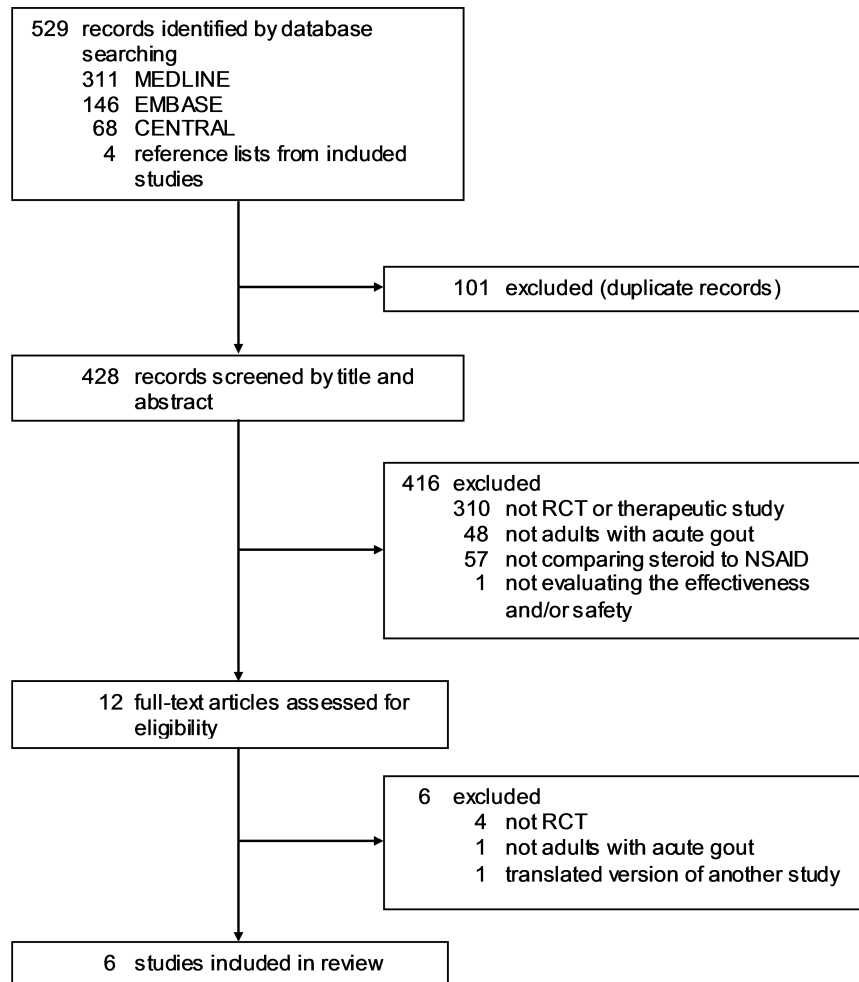 529 records identified by database
searching
311 MEDLINE
146 EMBASE
68 CENTRAL
4 reference lists from included
studies
101 excluded (duplicate records)
428 records screened by title and
abstract
416 excluded
310 not RCT or therapeutic study
48 not adults with acute gout
57 not comparing steroid to NSAID
1 not evaluating the effectiveness
and/or safety
12 full-text articles assessed for
eligibility
6 excluded
4 not RCT
1 not adults with acute gout
1 translated version of another study
6 studies included in review